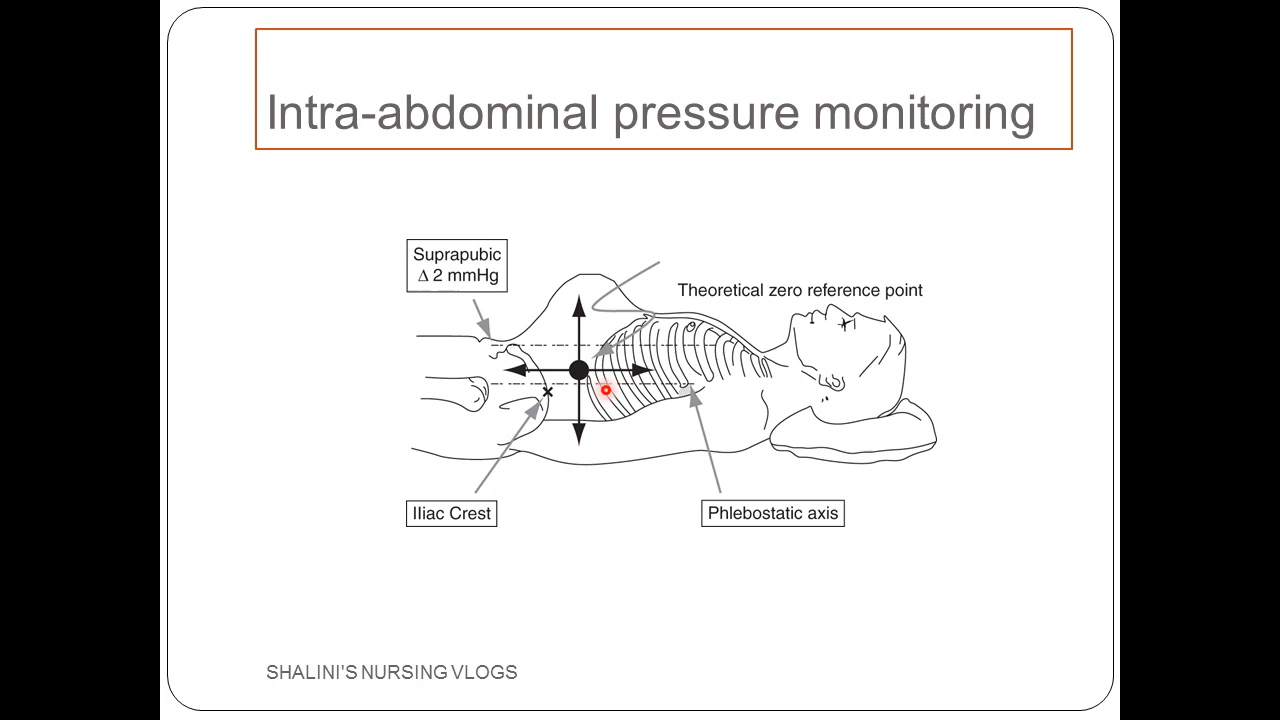 Intra-abdominal pressure monitoring
Suprapubic
Δ 2 mmHg
Theoretical zero reference point
Iliac Crest
Phlebostatic axis
SHALINI'S NURSING VLOGS